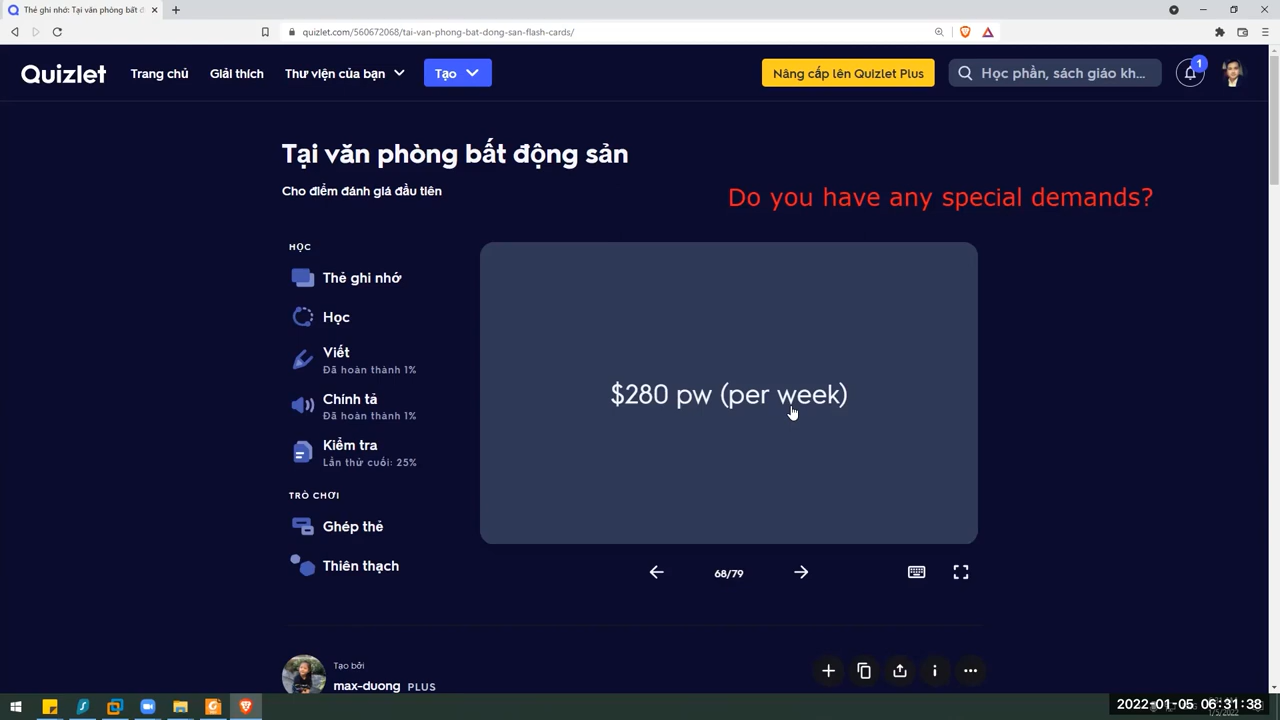 Thẻ ghi nhớ: Tại văn phòng bất đ
quizlet.com/560672068/tai-van-phong-bat-dong-san-flash-cards/
Quizlet
Trang chủ
Giải thích
Thư viện của bạn
Tạo
Nâng cấp lên Quizlet Plus
Học phần, sách giáo kh...
1
Tại văn phòng bất động sản
Cho điểm đánh giá đầu tiên
Do you have any special demands?
HỌC
Thẻ ghi nhớ
Học
Viết
Đã hoàn thành 1%
Chính tả
Đã hoàn thành 1%
Kiểm tra
Lần thử cuối: 25%
TRÒ CHƠI
Ghép thẻ
Thiên thạch
$280 pw (per week)
68/79
Tạo bởi
max-duong PLUS
2022-01-05 06:31:38